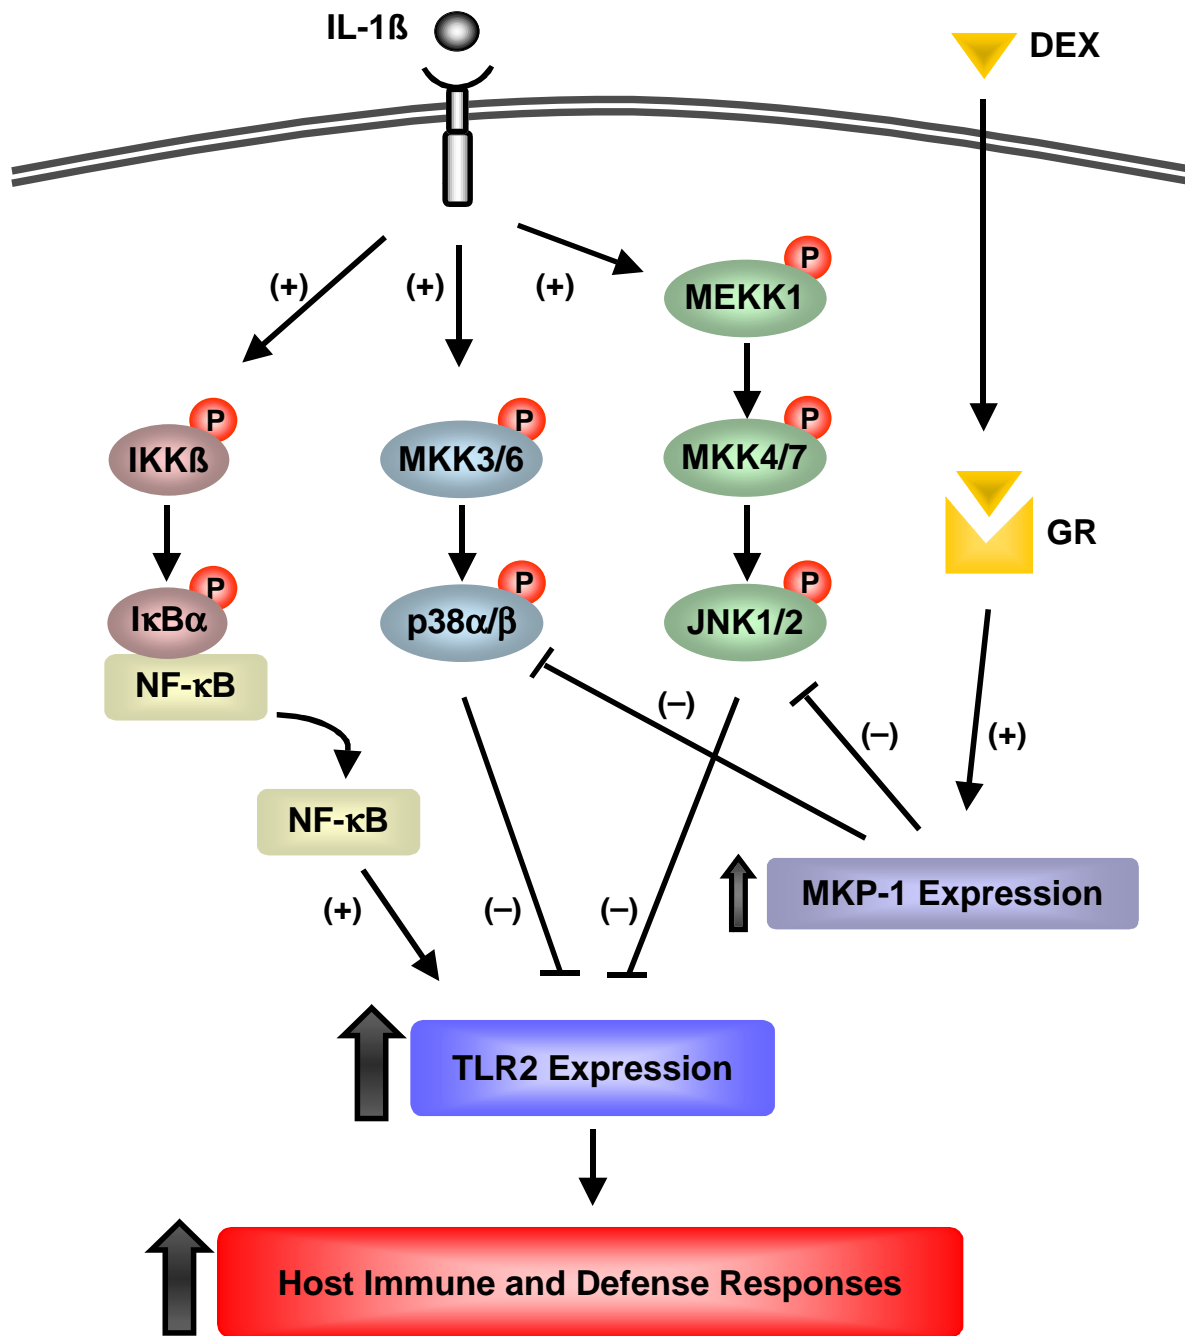 IL-1ß
DEX
(+)
(+)
(+)
P
MEKK1
P
IKKß
P
MKK3/6
P
MKK4/7
GR
P
IκBα
NF-κB
P
p38α/β
P
JNK1/2
(–)
(–)
(+)
NF-κB
MKP-1 Expression
(+)
(–)
(–)
TLR2 Expression
Host Immune and Defense Responses